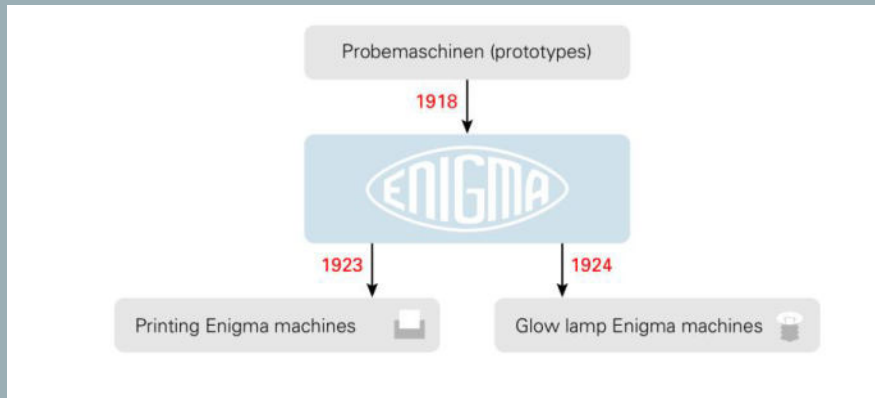 Probemaschinen (prototypes)
1918
ENIGMA
1923
1924
Printing Enigma machines
Glow lamp Enigma machines